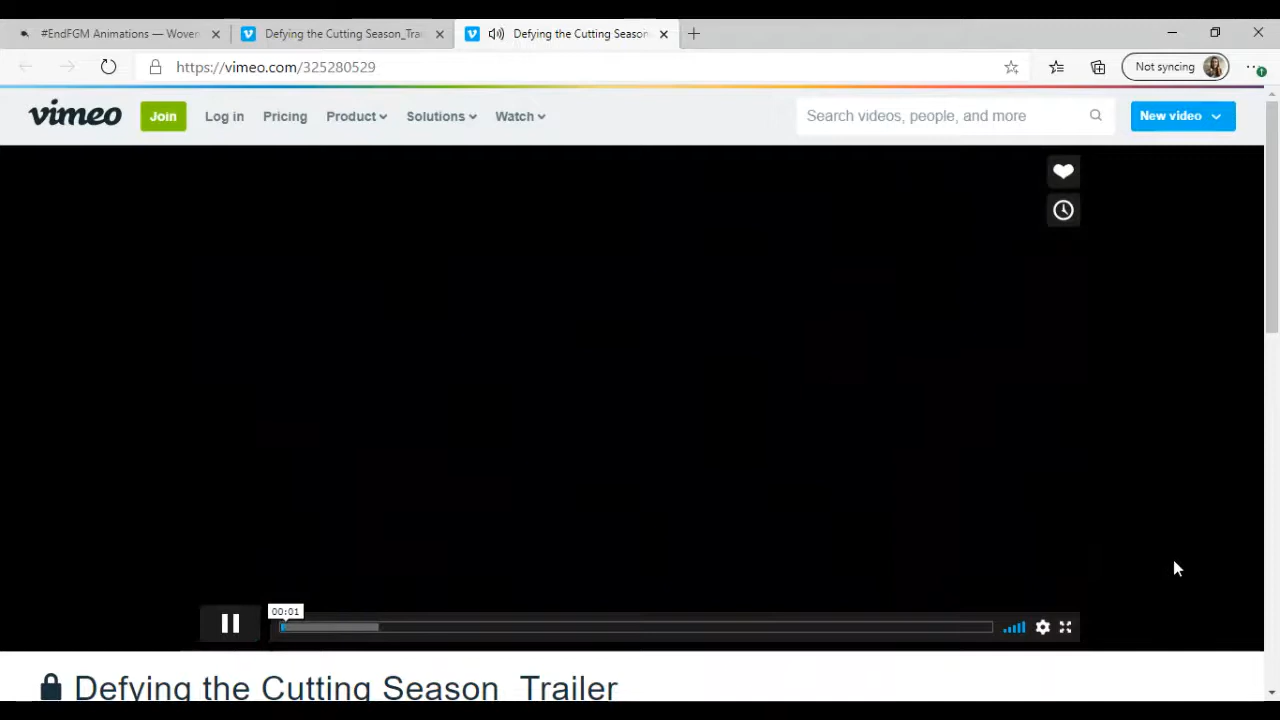 #EndFGM Animations — Woven
Defying the Cutting Season_Trai
Defying the Cutting Season
https://vimeo.com/325280529
Not syncing
vimeo
Join
Log in
Pricing
Product
Solutions
Watch
Search videos, people, and more
New video
00:01
Defying the Cutting Season_Trailer